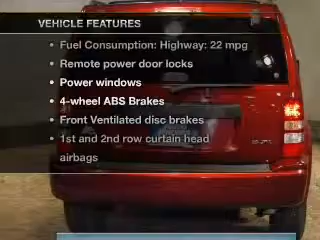 VEHICLE FEATURES
• Fuel Consumption: Highway: 22 mpg
• Remote power door locks
• Power windows
• 4-wheel ABS Brakes
• Front Ventilated disc brakes
• 1st and 2nd row curtain head
airbags